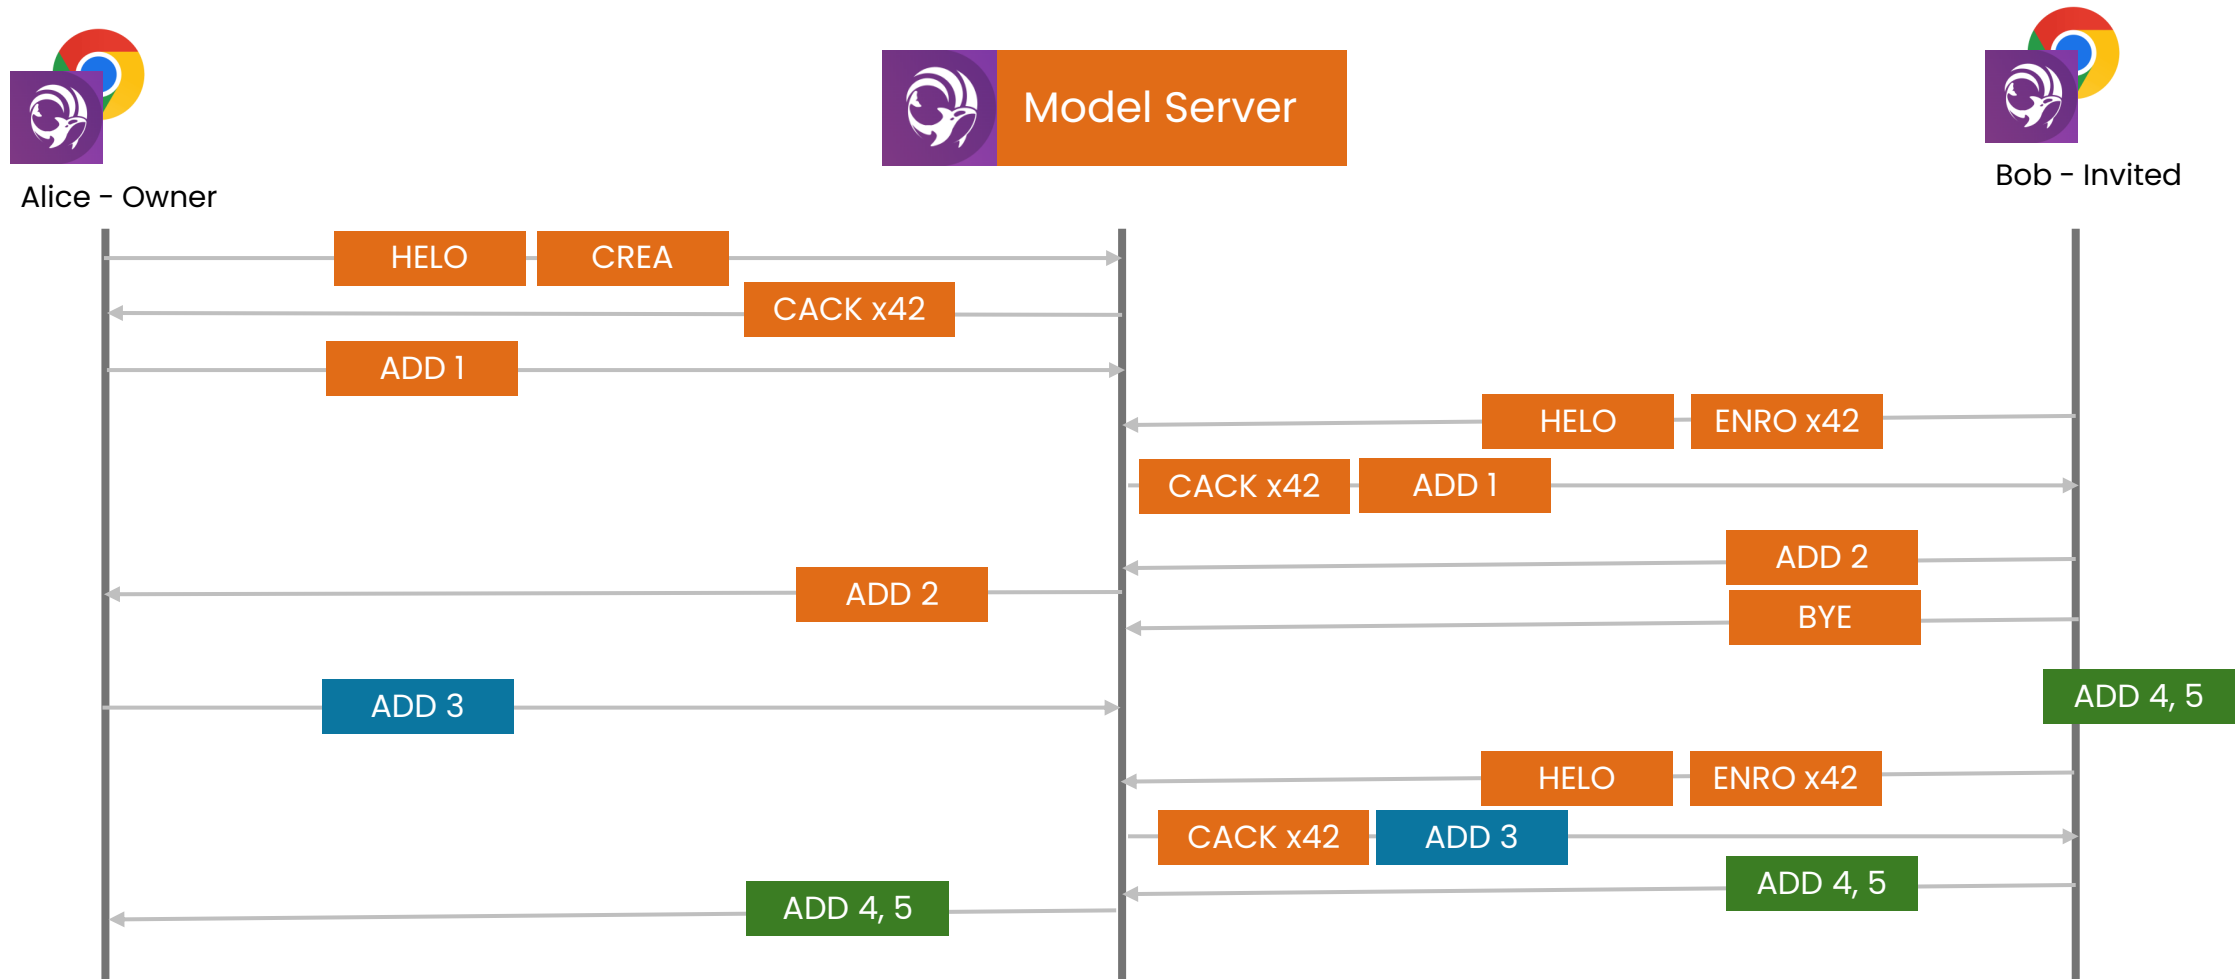 Model Server
Alice - Owner
Bob - Invited
HELO CREA
CACK x42
ADD 1
HELO ENRO x42
CACK x42 ADD 1
ADD 2
ADD 2
BYE
ADD 3
ADD 4, 5
HELO ENRO x42
CACK x42 ADD 3
ADD 4, 5
ADD 4, 5